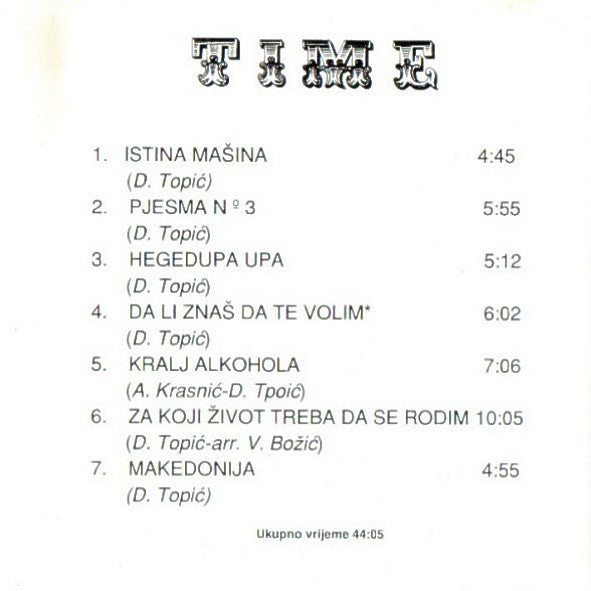 TIME
1. ISTINA MAŠINA 4:45
(D. Topić)
2. PJESMA N º 3 5:55
(D. Topić)
3. HEGEDUPA UPA 5:12
(D. Topić)
4. DA LI ZNAŠ DA TE VOLIM* 6:02
(D. Topić)
5. KRALJ ALKOHOLA 7:06
(A. Krasnić-D. Tpoić)
6. ZA KOJI ŽIVOT TREBA DA SE RODIM 10:05
(D. Topić-arr. V. Božić)
7. MAKEDONIJA 4:55
(D. Topić)
Ukupno vrijeme 44:05